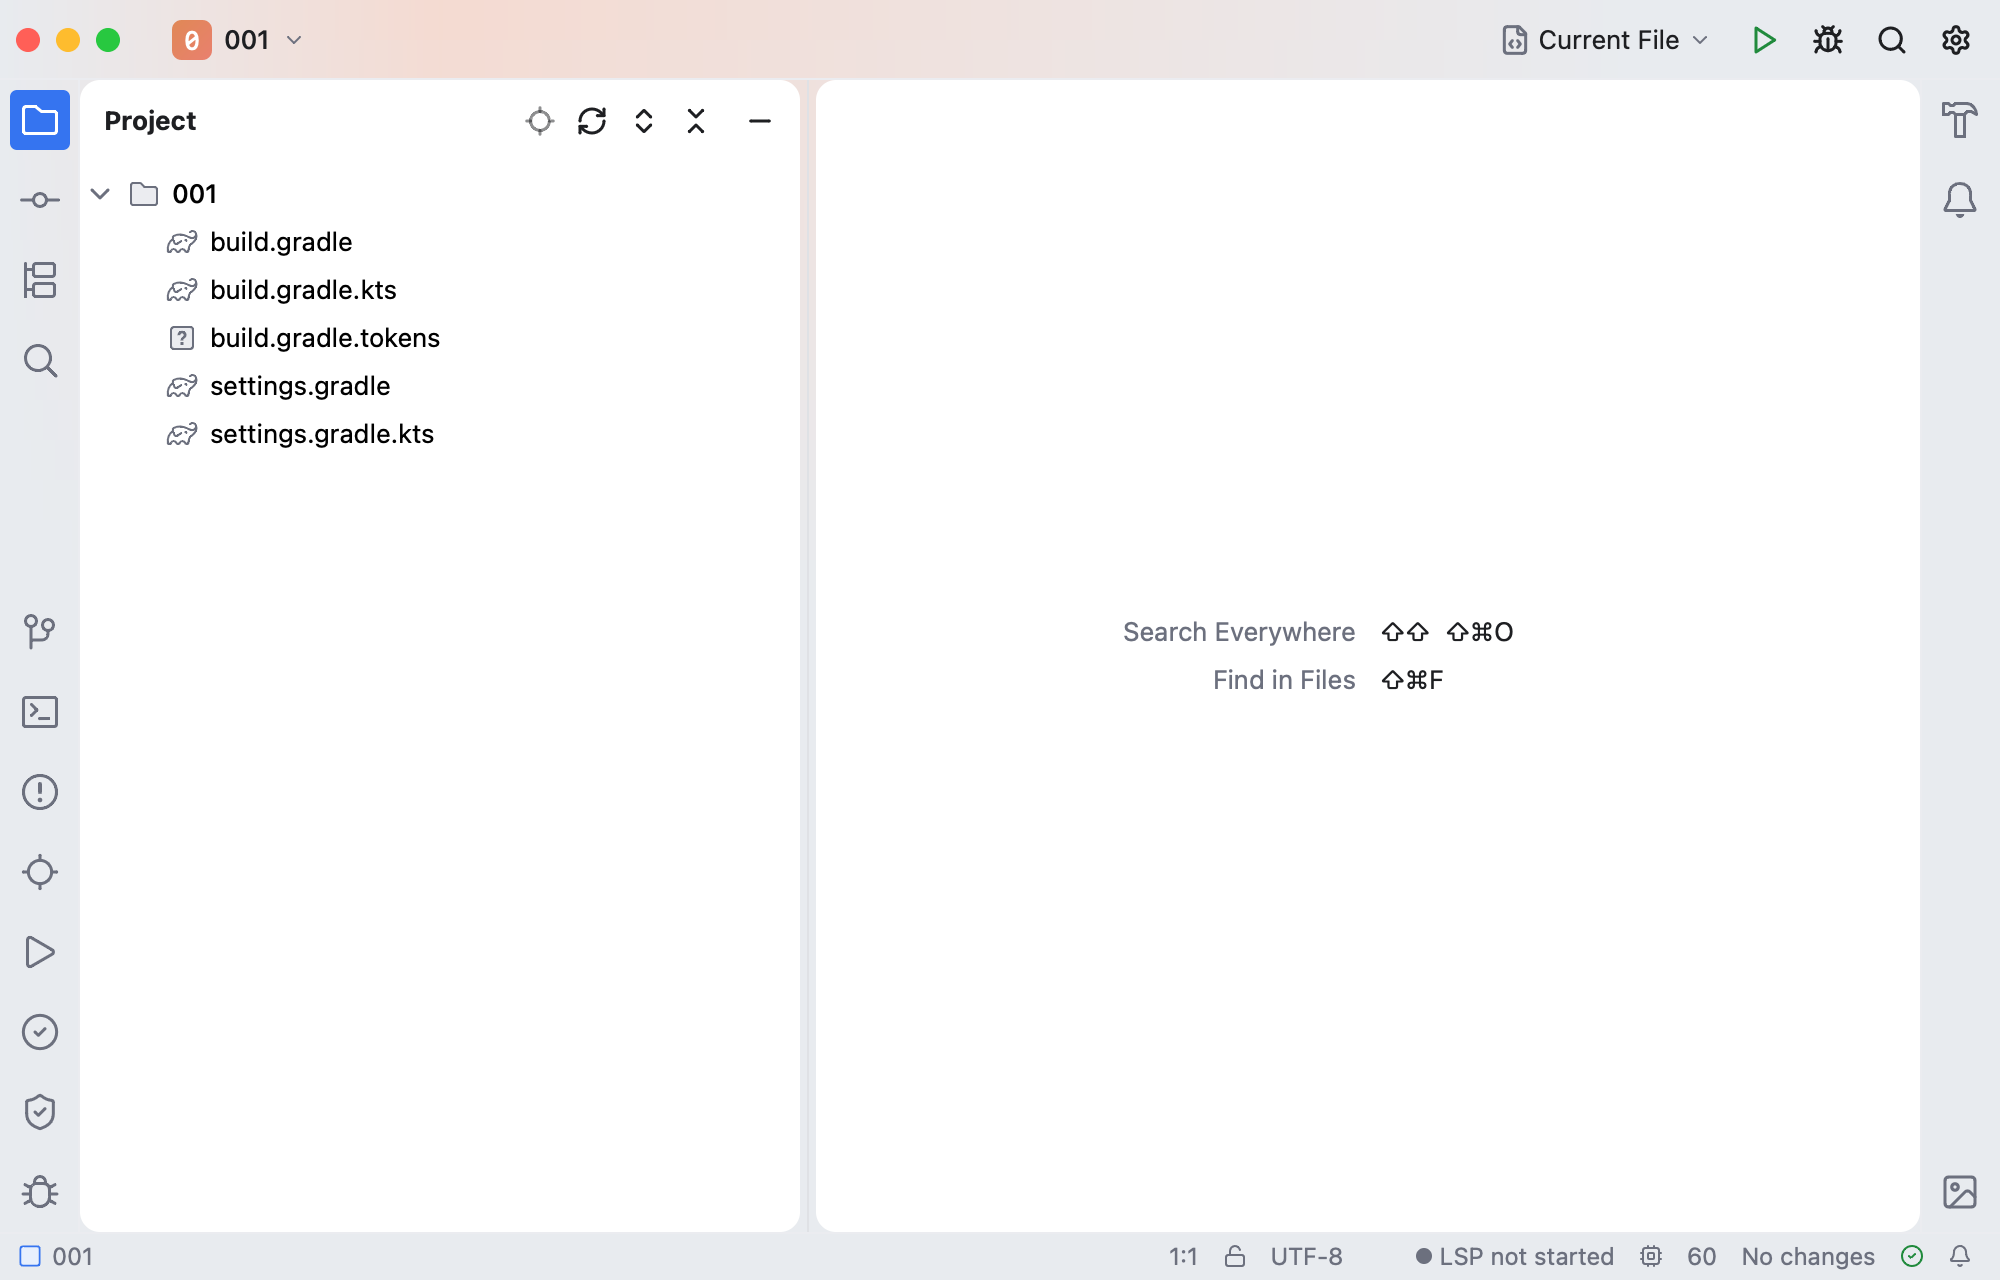 0 001
Current File
Project
001
build.gradle
build.gradle.kts
? build.gradle.tokens
settings.gradle
settings.gradle.kts
Search Everywhere ⇧⇧ ⇧⌘O
Find in Files ⇧⌘F
001
1:1 UTF-8 LSP not started 60 No changes